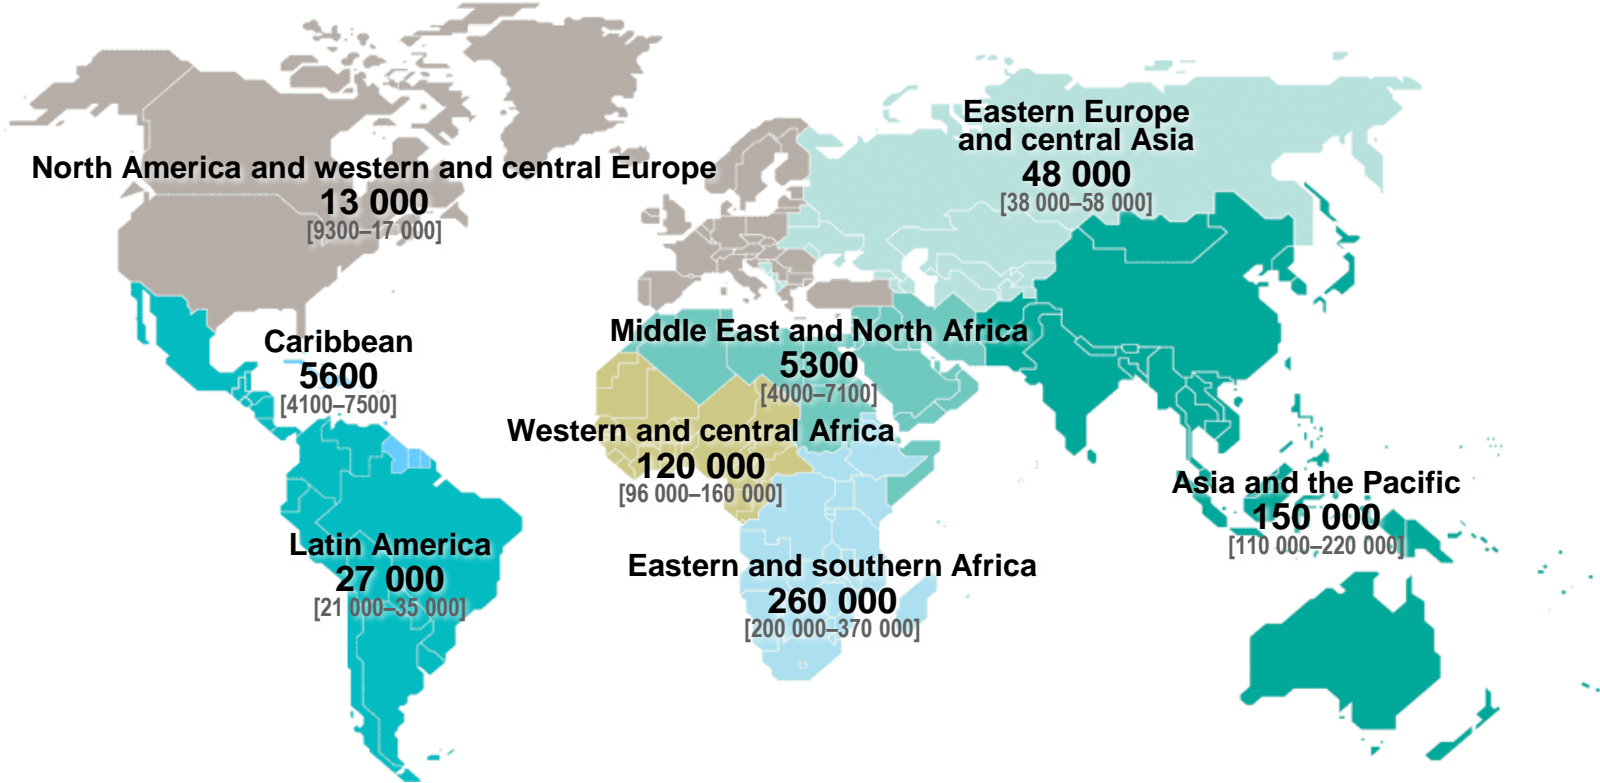 Eastern Europe
and central Asia
48 000
[38 000–58 000]
North America and western and central Europe
13 000
[9300–17 000]
Middle East and North Africa
5300
[4000–7100]
Caribbean
5600
[4100–7500]
Western and central Africa
120 000
[96 000–160 000]
Asia and the Pacific
150 000
[110 000–220 000]
Latin America
27 000
[21 000–35 000]
Eastern and southern Africa
260 000
[200 000–370 000]